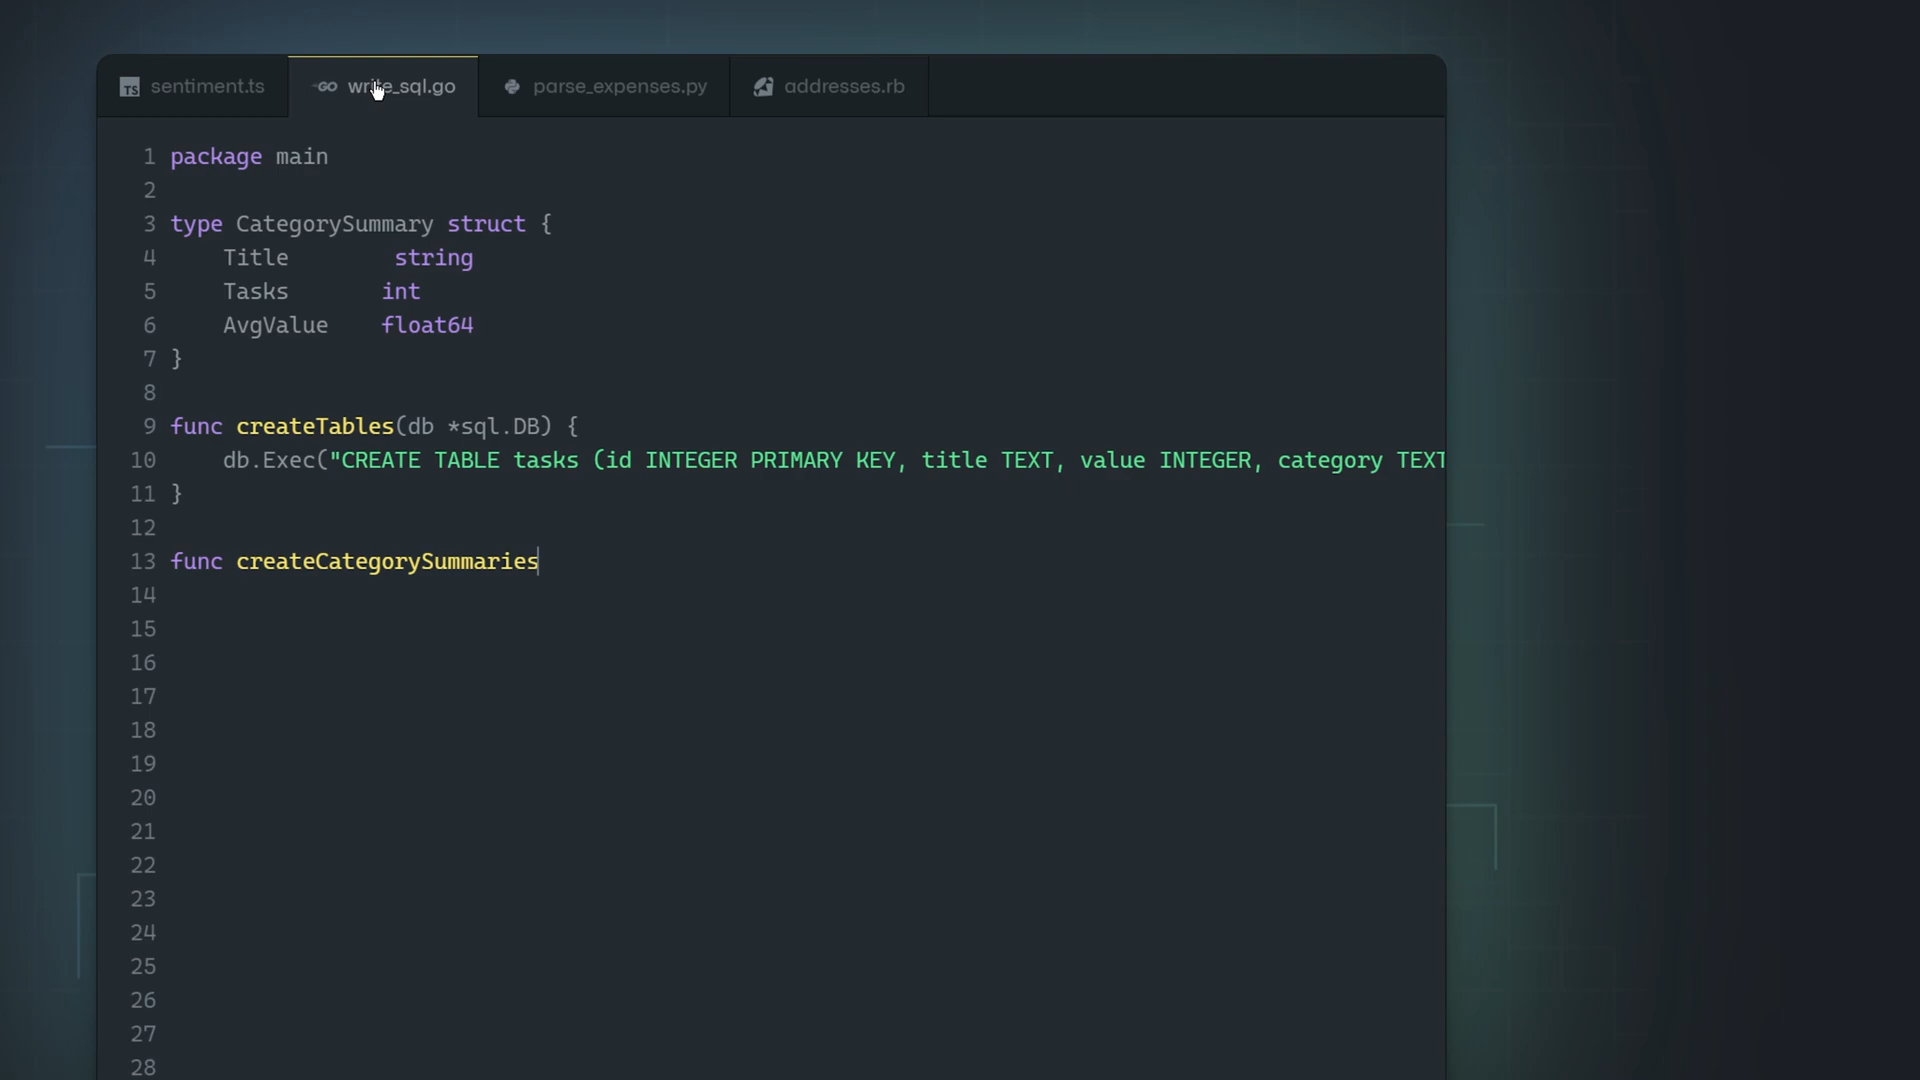 TS sentiment.ts GO write_sql.go parse_expenses.py addresses.rb
1 package main
2
3 type CategorySummary struct {
4 Title string
5 Tasks int
6 AvgValue float64
7 }
8
9 func createTables(db *sql.DB) {
10 db.Exec("CREATE TABLE tasks (id INTEGER PRIMARY KEY, title TEXT, value INTEGER, category TEXT
11 }
12
13 func createCategorySummaries
14
15
16
17
18
19
20
21
22
23
24
25
26
27
28